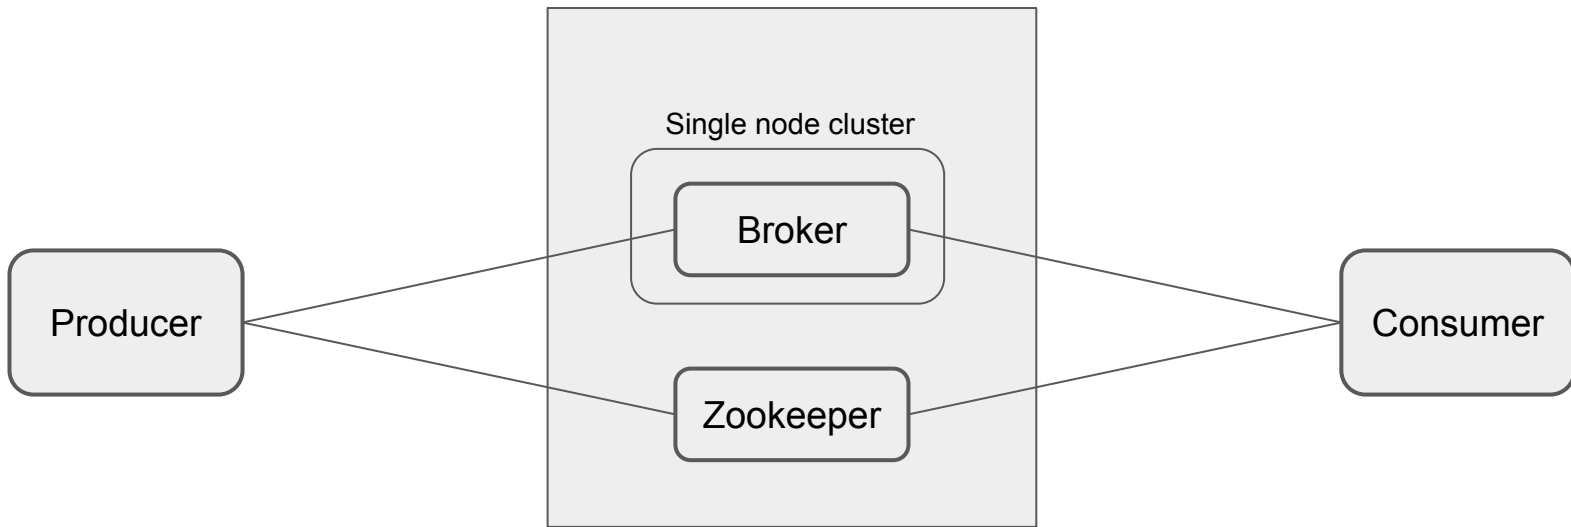 Single node cluster
Broker
Producer
Consumer
Zookeeper